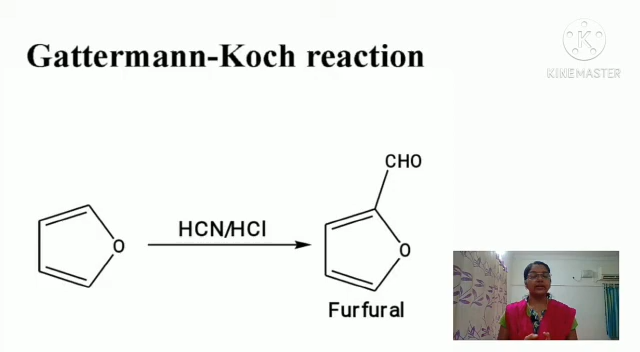 Gattermann-Koch reaction
KINEMASTER
CHO
HCN/HCl
O
O
Furfural